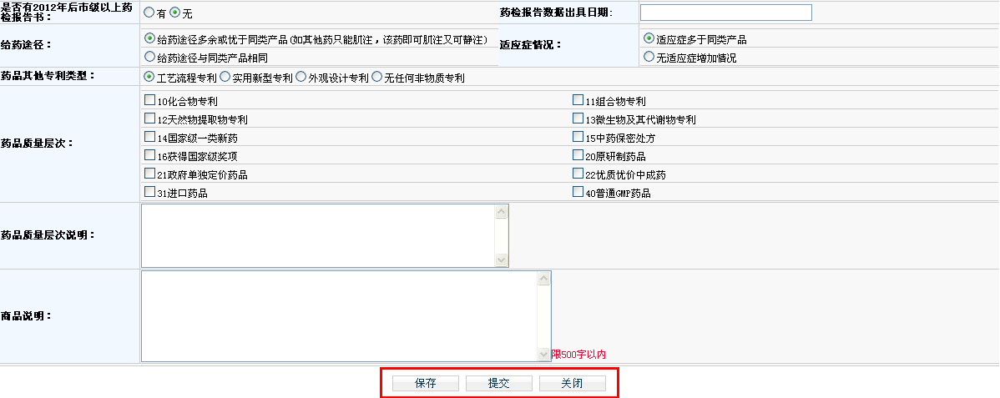 是否有2012年后市级以上药检报告书： 有 无 药检报告数据出具日期:
给药途径： 给药途径多余或忧于同类产品(如其他药只能肌注，该药即可肌注又可静注) 适应症情况： 适应症多于同类产品
给药途径与同类产品相同 无适应症增加情况
药品其他专利类型： 工艺流程专利 实用新型专利 外观设计专利 无任何非物质专利
药品质量层次：
10化合物专利 11组合物专利
12天然物提取物专利 13微生物及其代谢物专利
14国家级一类新药 15中药保密处方
16获得国家级奖项 20原研制药品
21政府单独定价药品 22优质优价中成药
31进口药品 40普通GMP药品
药品质量层次说明：
商品说明：
限500字以内
保存 提交 关闭